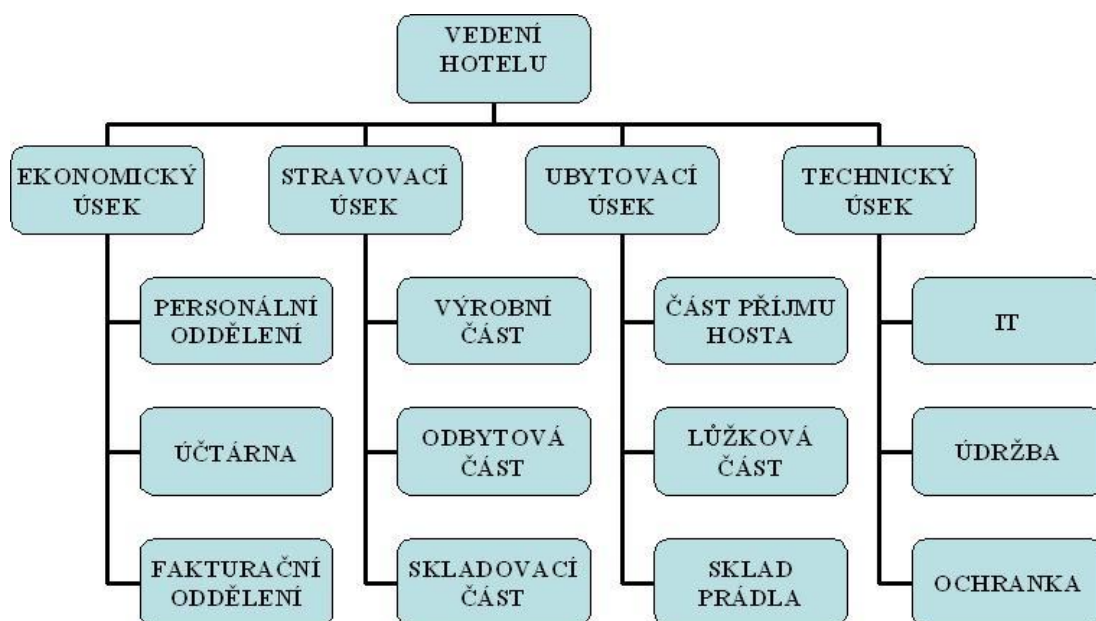 VEDENÍ
HOTELU
EKONOMICKÝ
ÚSEK
STRAVOVACÍ
ÚSEK
UBYTOVACÍ
ÚSEK
TECHNICKÝ
ÚSEK
PERSONÁLNÍ
ODDĚLENÍ
VÝROBNÍ
ČÁST
ČÁST PŘÍJMU
HOSTA
IT
ÚČTÁRNA
ODBYTOVÁ
ČÁST
LŮŽKOVÁ
ČÁST
ÚDRŽBA
FAKTURAČNÍ
ODDĚLENÍ
SKLADOVACÍ
ČÁST
SKLAD
PRÁDLA
OCHRANKA